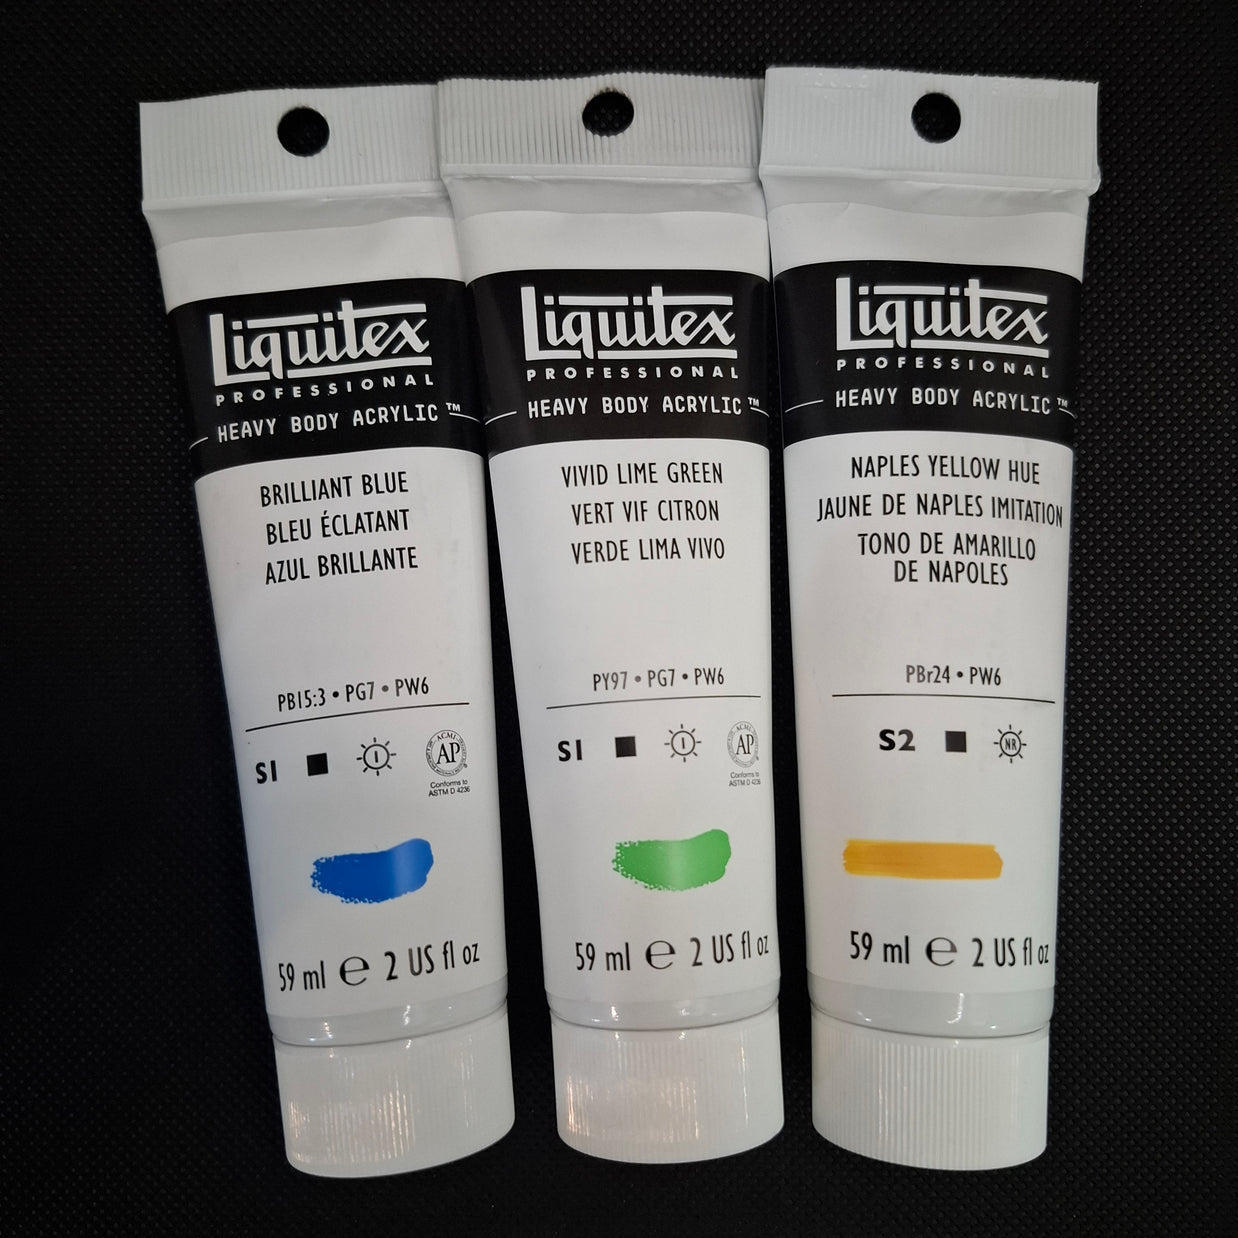 Liquitex
PROFESSIONAL
HEAVY BODY ACRYLIC™
BRILLIANT BLUE
BLEU ÉCLATANT
AZUL BRILLANTE
PB15:3 • PG7 • PW6
S1 ■ I AP
Conforms to
ASTM D 4236
59 ml ℮ 2 US fl oz
Liquitex
PROFESSIONAL
HEAVY BODY ACRYLIC™
VIVID LIME GREEN
VERT VIF CITRON
VERDE LIMA VIVO
PY97 • PG7 • PW6
S1 ■ I AP
Conforms to
ASTM D 4236
59 ml ℮ 2 US fl oz
Liquitex
PROFESSIONAL
HEAVY BODY ACRYLIC™
NAPLES YELLOW HUE
JAUNE DE NAPLES IMITATION
TONO DE AMARILLO
DE NAPOLES
PBr24 • PW6
S2 ■ NR
59 ml ℮ 2 US fl oz